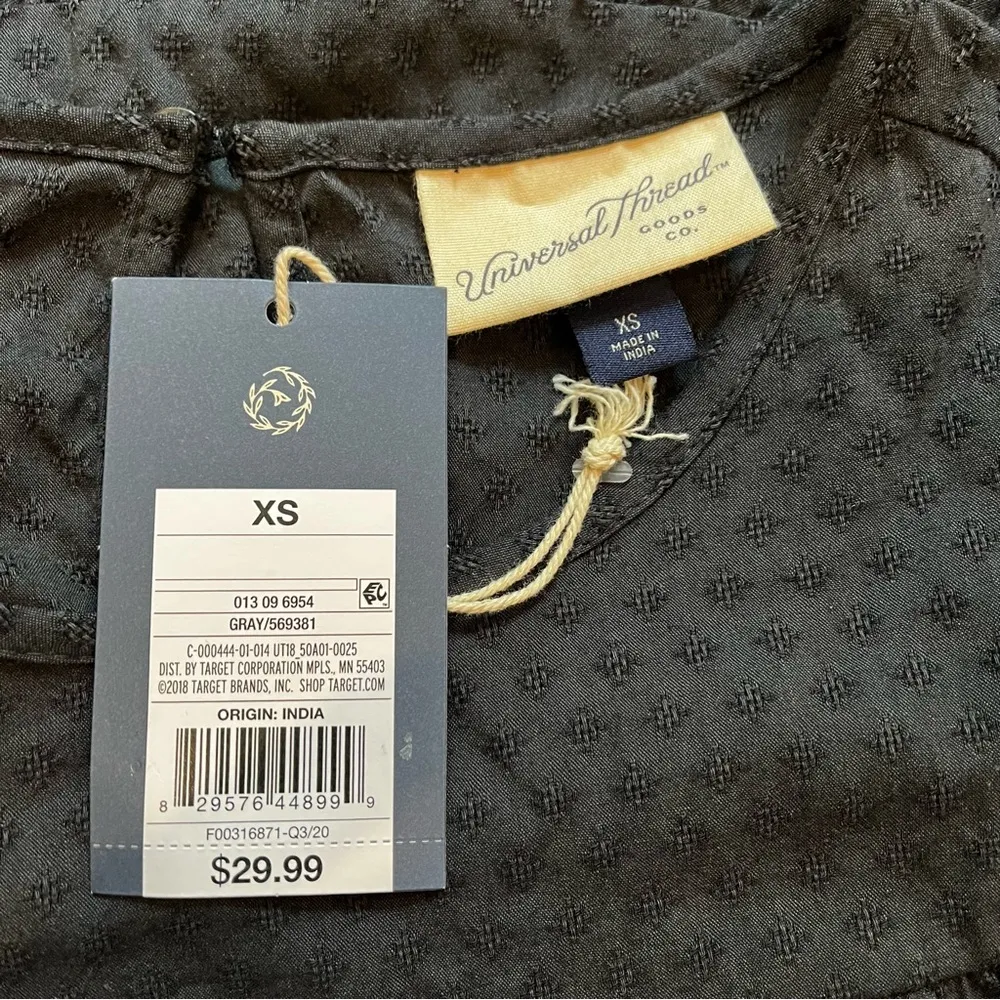 Universal Thread™
GOODS
CO.
XS
MADE IN
INDIA
XS
013 09 6954
GRAY/569381
C-000444-01-014 UT18_50A01-0025
DIST. BY TARGET CORPORATION MPLS., MN 55403
©2018 TARGET BRANDS, INC. SHOP TARGET.COM
ORIGIN: INDIA
8 29576 44899 9
F00316871-Q3/20
$29.99